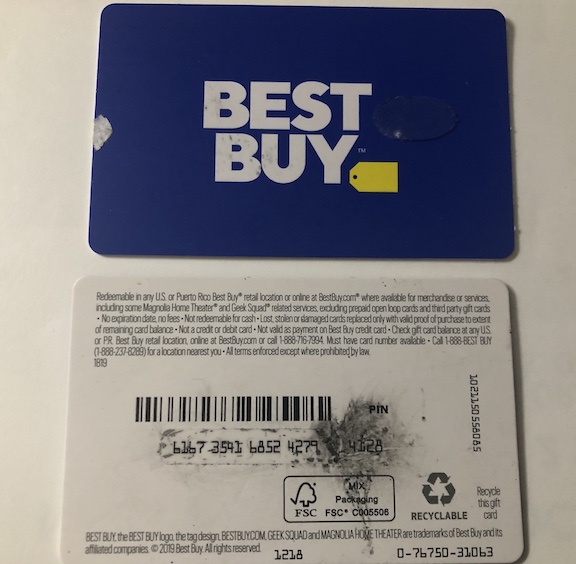 BEST
BUY™
Redeemable in any U.S. or Puerto Rico Best Buy® retail location or online at BestBuy.com® where available for merchandise or services,
including some Magnolia Home Theater® and Geek Squad® related services, excluding prepaid open loop cards and third party gift cards
• No expiration date, no fees • Not redeemable for cash • Lost, stolen or damaged cards replaced only with valid proof of purchase to extent
of remaining card balance • Not a credit or debit card • Not valid as payment on Best Buy credit card • Check gift card balance at any U.S.
or P.R. Best Buy retail location, online at BestBuy.com or call 1-888-716-7994. Must have card number available • Call 1-888-BEST BUY
(1-888-237-8289) for a location nearest you • All terms enforced except where prohibited by law.
1819
PIN
6167 3541 6852 4279 4128
1021150558085
FSC
MIX
Packaging
FSC® C005506
RECYCLABLE
Recycle
this gift
card
BEST BUY, the BEST BUY logo, the tag design, BESTBUY.COM, GEEK SQUAD and MAGNOLIA HOME THEATER are trademarks of Best Buy and its
affiliated companies. © 2019 Best Buy. All rights reserved.
1218
0-76750-31063